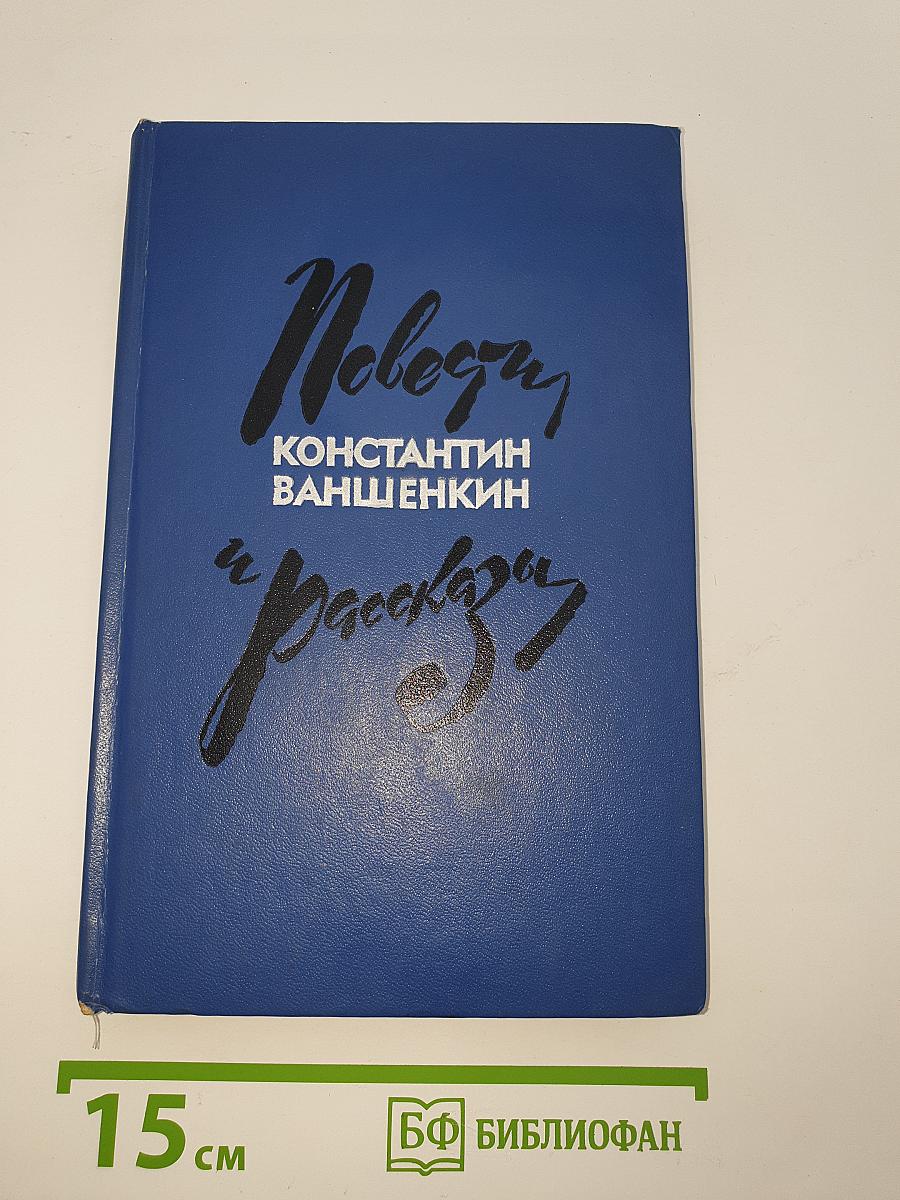 Повести
КОНСТАНТИН
ВАНШЕНКИН
и рассказы
15 см
БФ БИБЛИОФАН